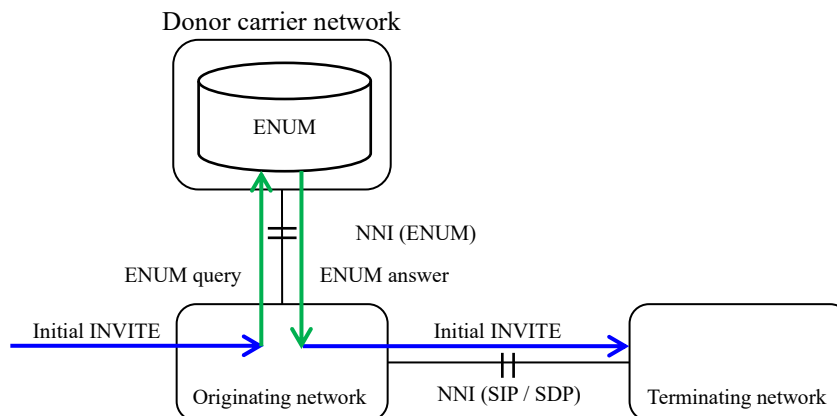 Donor carrier network
ENUM
NNI (ENUM)
ENUM query
ENUM answer
Initial INVITE
Initial INVITE
Originating network
NNI (SIP / SDP)
Terminating network